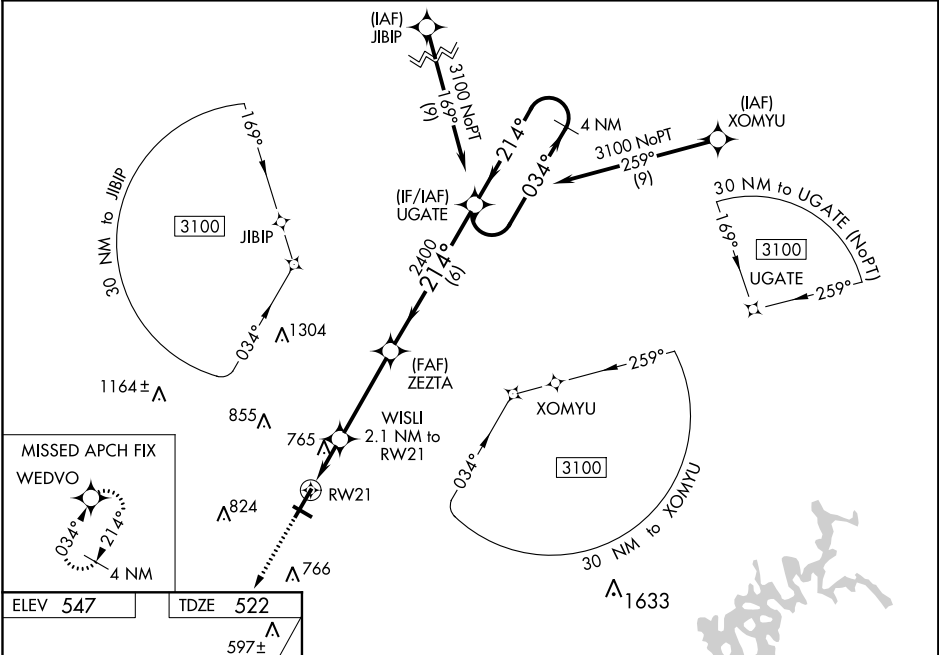 (IAF)
JIBIP
3100 NoPT
169°
(9)
(IAF)
XOMYU
3100 NoPT
259°
(9)
4 NM
214°
034°
(IF/IAF)
UGATE
2400
214°
(6)
30 NM to JIBIP
169°
3100
JIBIP
034°
30 NM to UGATE (NoPT)
169°
3100
UGATE
259°
1304
(FAF)
ZEZTA
1164±
855
765
WISLI
2.1 NM to
RW21
259°
XOMYU
034°
3100
30 NM to XOMYU
MISSED APCH FIX
WEDVO
034°
214°
4 NM
824
RW21
766
1633
ELEV 547
TDZE 522
597±